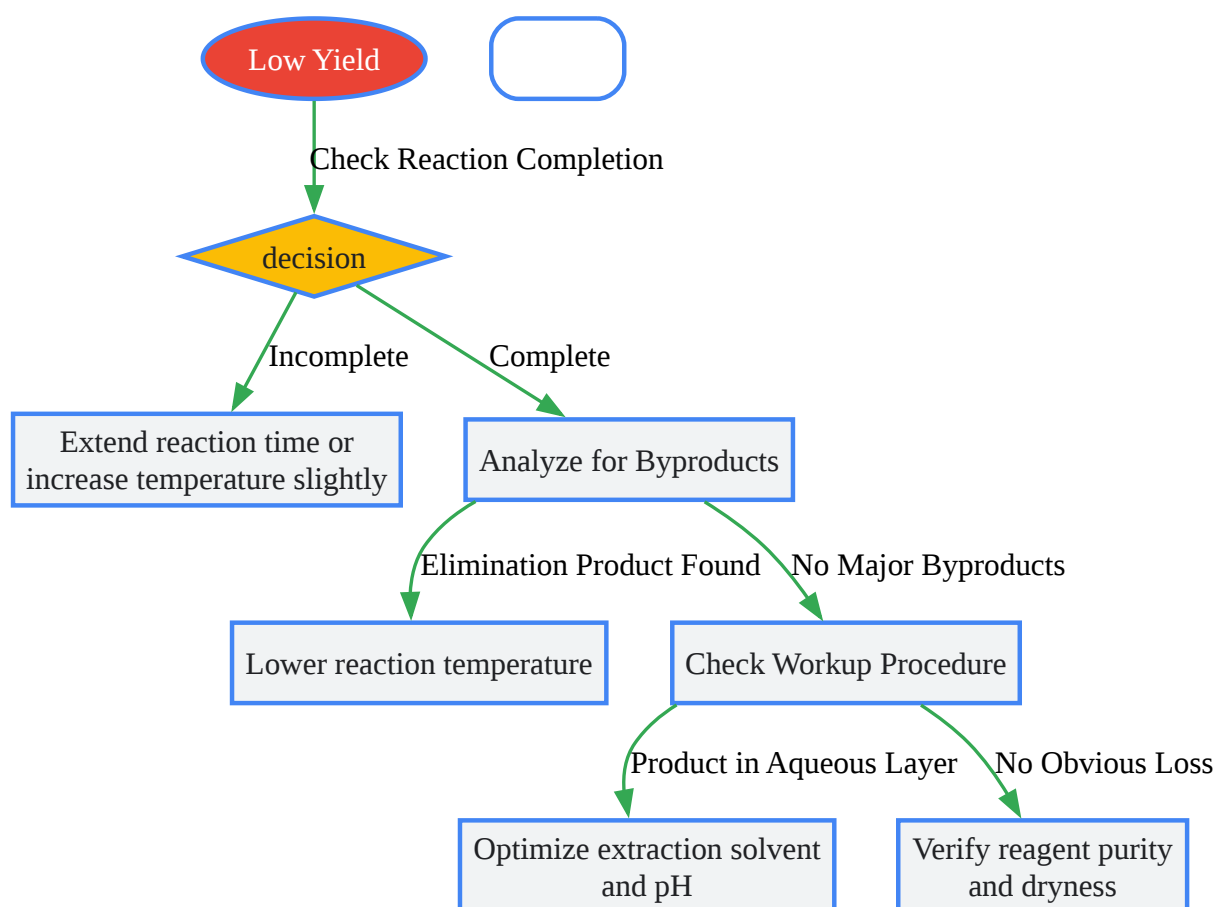 Low Yield
Check Reaction Completion
decision
Incomplete
Complete
Extend reaction time or
increase temperature slightly
Analyze for Byproducts
Elimination Product Found
No Major Byproducts
Lower reaction temperature
Check Workup Procedure
Product in Aqueous Layer
No Obvious Loss
Optimize extraction solvent
and pH
Verify reagent purity
and dryness